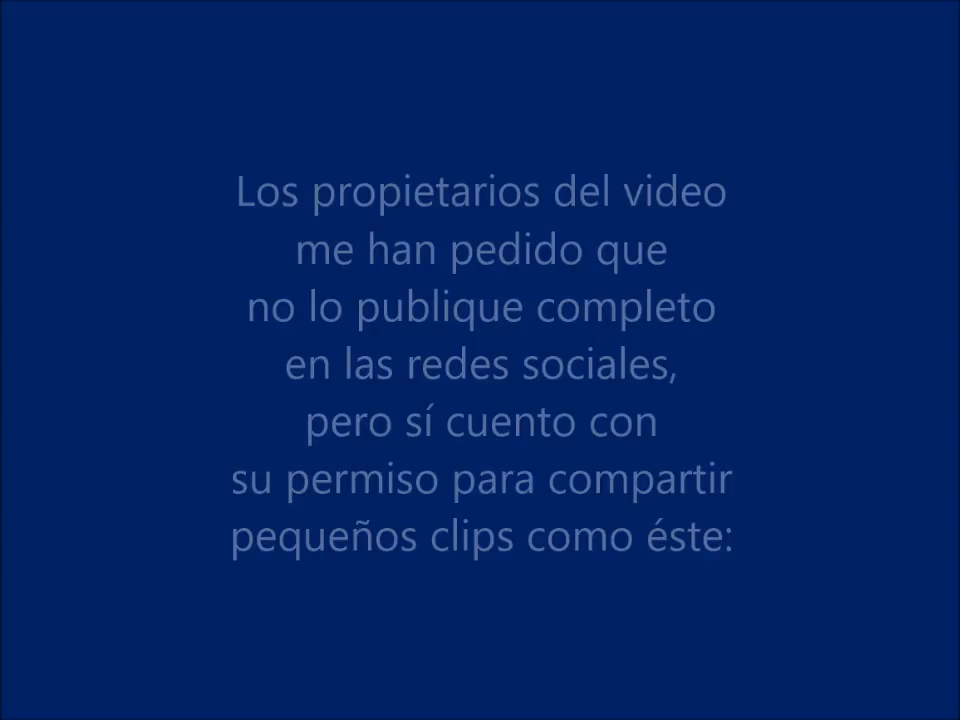 Los propietarios del video
me han pedido que
no lo publique completo
en las redes sociales,
pero sí cuento con
su permiso para compartir
pequeños clips como éste: